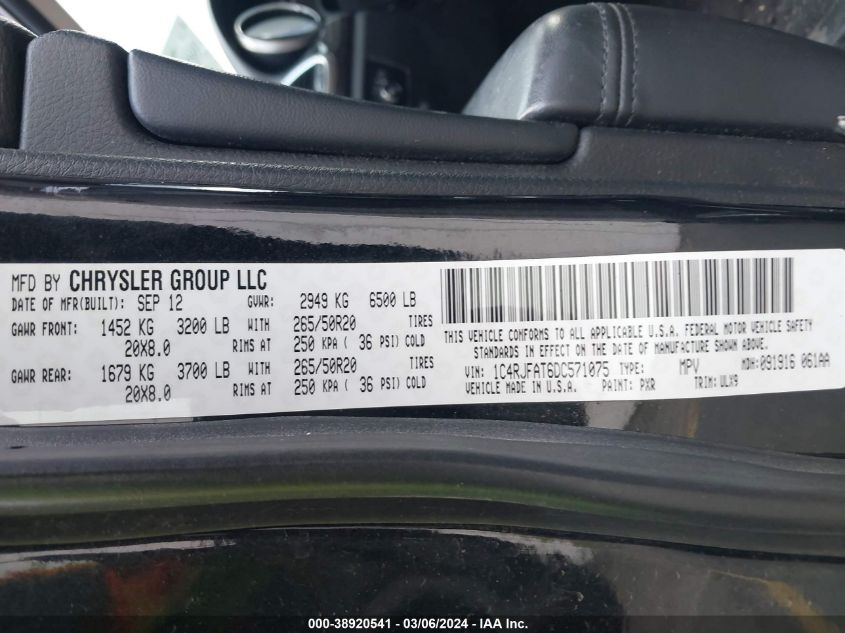 MFD BY CHRYSLER GROUP LLC
DATE OF MFR(BUILT): SEP 12 GVWR: 2949 KG 6500 LB
GAWR FRONT: 1452 KG 3200 LB WITH 265/50R20 TIRES
20X8.0 RIMS AT 250 KPA ( 36 PSI) COLD
GAWR REAR: 1679 KG 3700 LB WITH 265/50R20 TIRES
20X8.0 RIMS AT 250 KPA ( 36 PSI) COLD
THIS VEHICLE CONFORMS TO ALL APPLICABLE U.S.A. FEDERAL MOTOR VEHICLE SAFETY
STANDARDS IN EFFECT ON THE DATE OF MANUFACTURE SHOWN ABOVE.
VIN: 1C4RJFAT6DC571075 TYPE: MPV MDH: 091916 061AA
VEHICLE MADE IN U.S.A. PAINT: PXR TRIM: ULX9
000-38920541 - 03/06/2024 - IAA Inc.